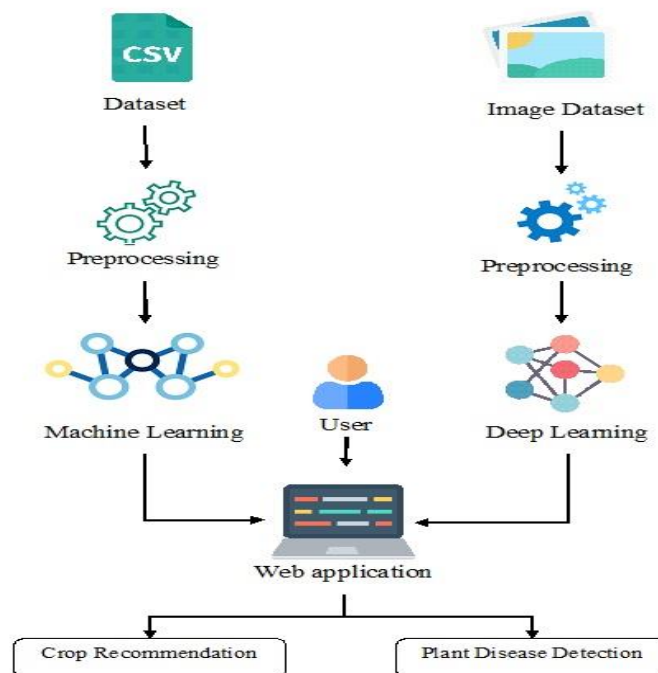 CSV
Dataset
Image Dataset
Preprocessing
Preprocessing
Machine Learning
User
Deep Learning
Web application
Crop Recommendation
Plant Disease Detection